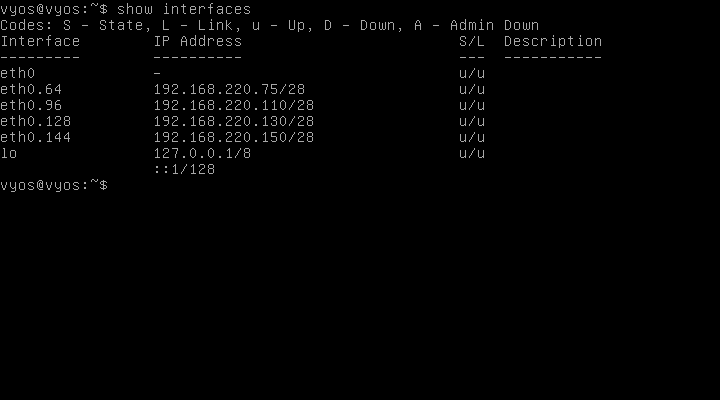 vyos@vyos:~$ show interfaces
Codes: S - State, L - Link, u - Up, D - Down, A - Admin Down
Interface        IP Address                        S/L  Description
---------        ----------                        ---  -----------
eth0             -                                 u/u
eth0.64          192.168.220.75/28                 u/u
eth0.96          192.168.220.110/28                u/u
eth0.128         192.168.220.130/28                u/u
eth0.144         192.168.220.150/28                u/u
lo               127.0.0.1/8                       u/u
                 ::1/128
vyos@vyos:~$